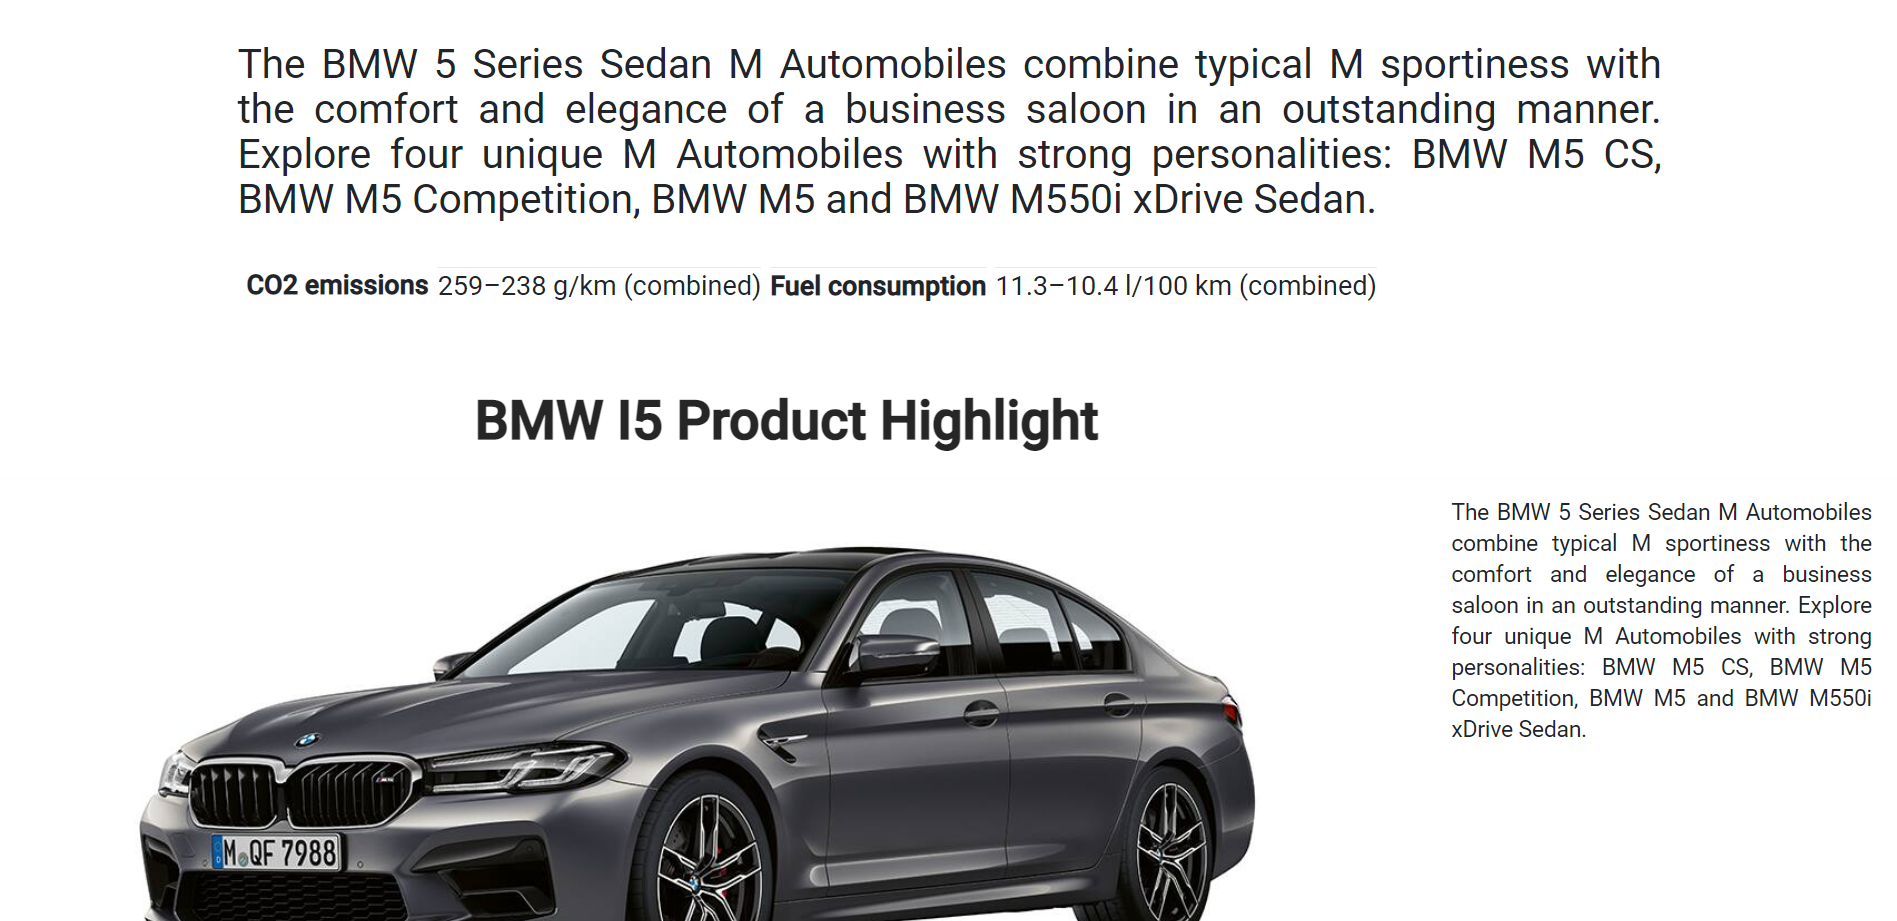 The BMW 5 Series Sedan M Automobiles combine typical M sportiness with
the comfort and elegance of a business saloon in an outstanding manner.
Explore four unique M Automobiles with strong personalities: BMW M5 CS,
BMW M5 Competition, BMW M5 and BMW M550i xDrive Sedan.
CO2 emissions 259–238 g/km (combined) Fuel consumption 11.3–10.4 l/100 km (combined)
BMW I5 Product Highlight
The BMW 5 Series Sedan M Automobiles
combine typical M sportiness with the
comfort and elegance of a business
saloon in an outstanding manner. Explore
four unique M Automobiles with strong
personalities: BMW M5 CS, BMW M5
Competition, BMW M5 and BMW M550i
xDrive Sedan.
M QF 7988